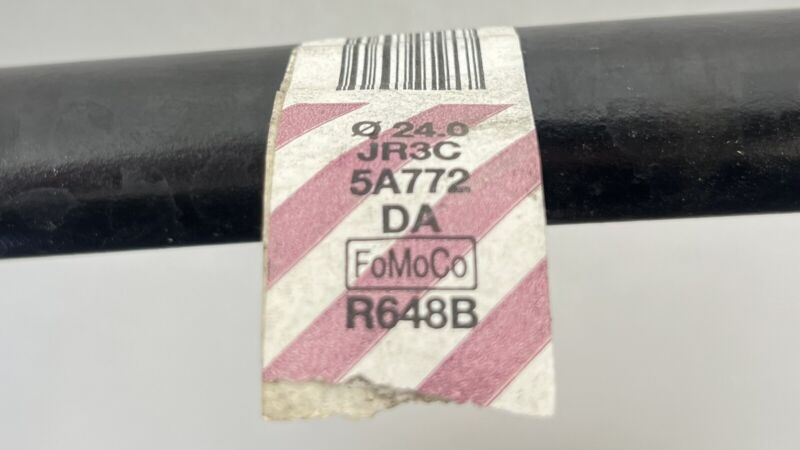 Ø 24.0
JR3C
5A772
DA
FoMoCo
R648B